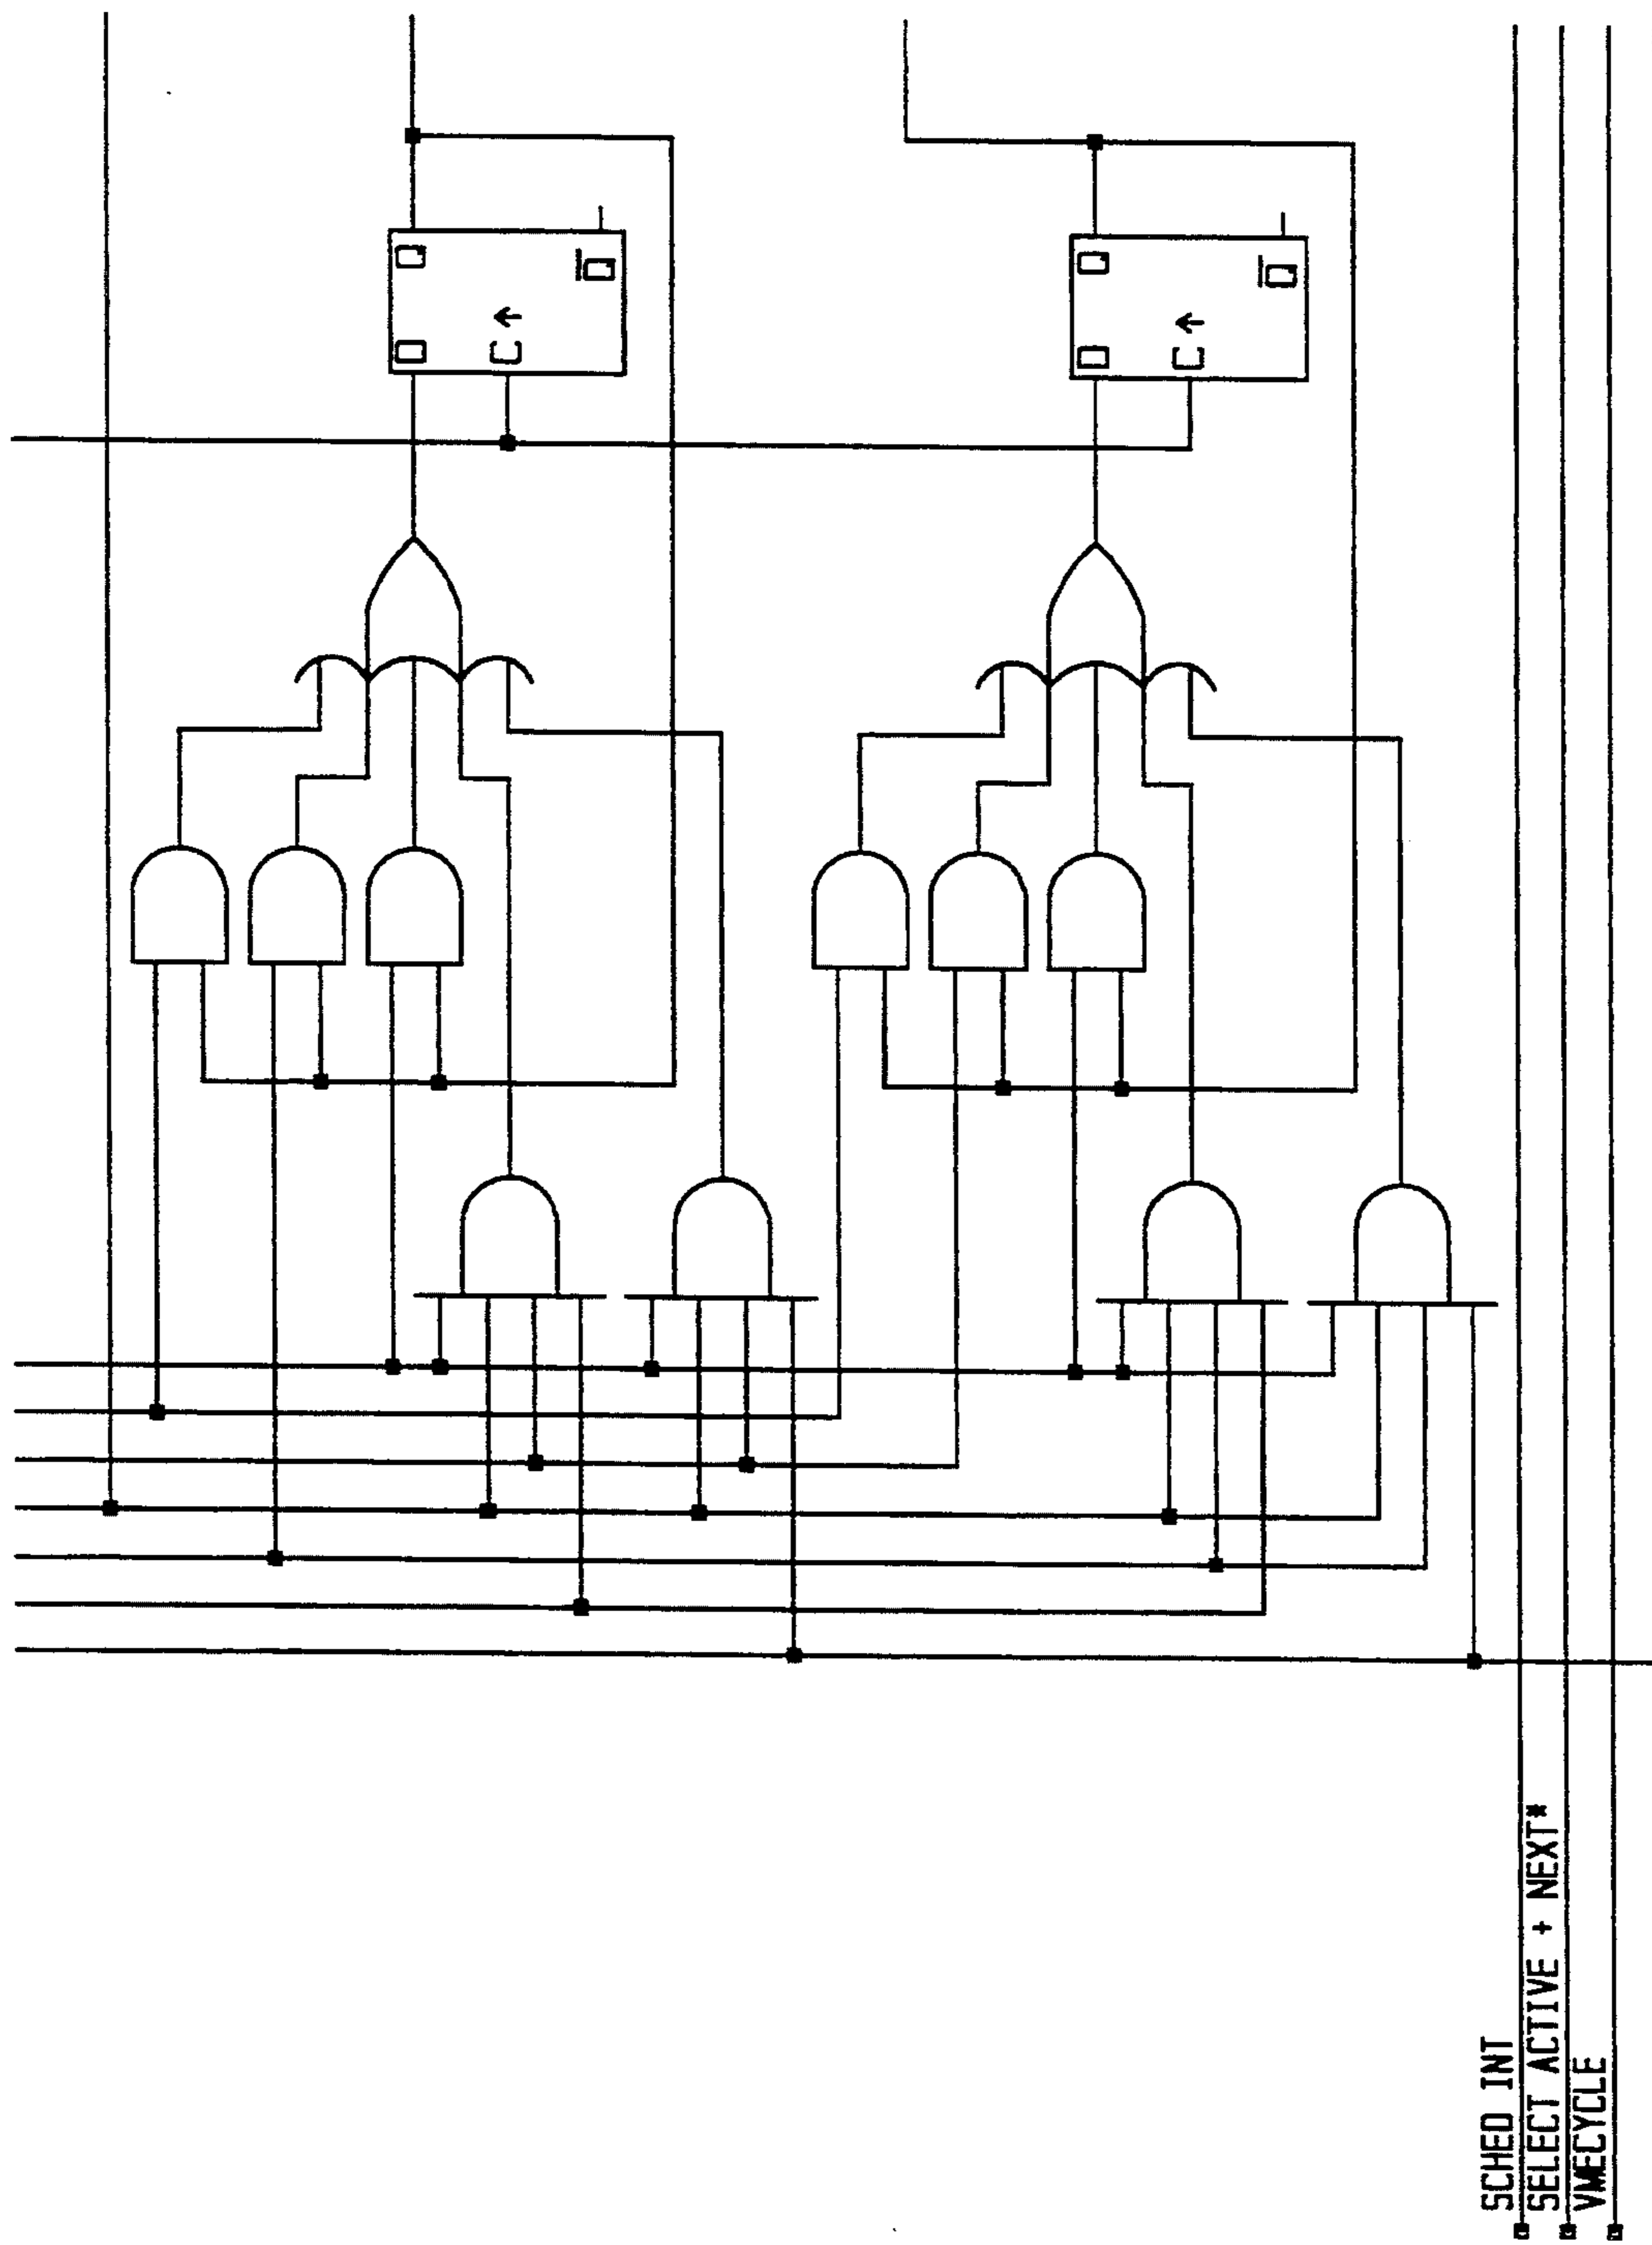 D Q
C↑
Q̅
D Q
C↑
Q̅
SCHED INT
SELECT ACTIVE + NEXT*
VMECYCLE